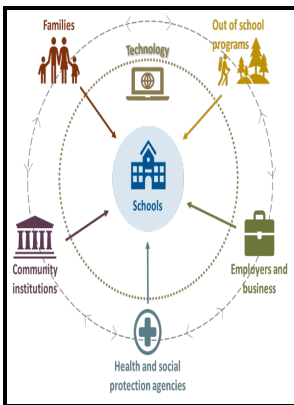 Families
Out of school
programs
Technology
Schools
Community
institutions
Employers and
business
Health and social
protection agencies